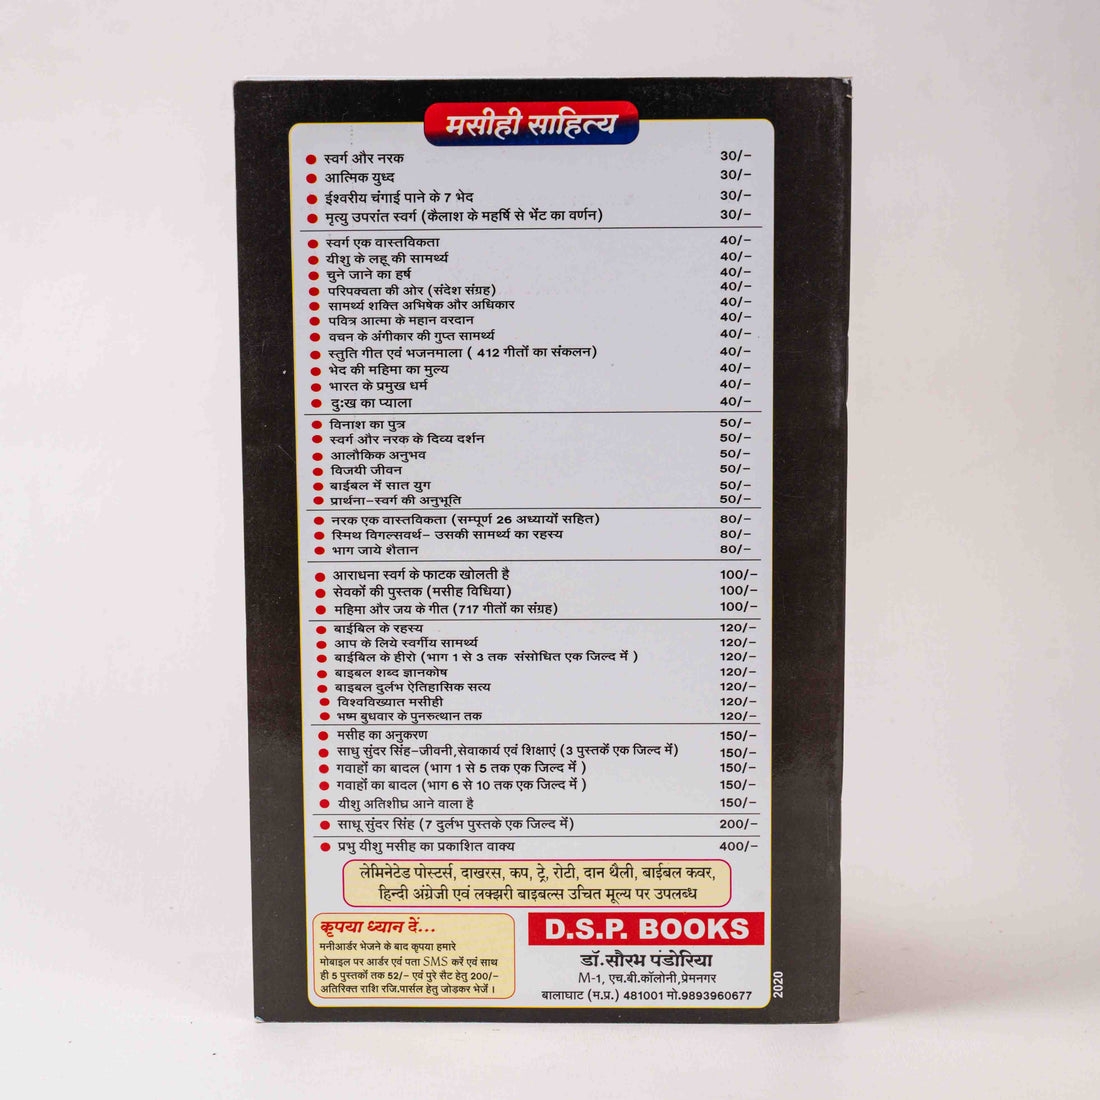 मसीही साहित्य
स्वर्ग और नरक 30/-
आत्मिक युध्द 30/-
ईश्वरीय चंगाई पाने के 7 भेद 30/-
मृत्यु उपरांत स्वर्ग (कैलाश के महर्षि से भेंट का वर्णन) 30/-
स्वर्ग एक वास्तविकता 40/-
यीशु के लहू की सामर्थ्य 40/-
चुने जाने का हर्ष 40/-
परिपक्वता की ओर (संदेश संग्रह) 40/-
सामर्थ्य शक्ति अभिषेक और अधिकार 40/-
पवित्र आत्मा के महान वरदान 40/-
वचन के अंगीकार की गुप्त सामर्थ्य 40/-
स्तुति गीत एवं भजनमाला ( 412 गीतों का संकलन) 40/-
भेद की महिमा का मुल्य 40/-
भारत के प्रमुख धर्म 40/-
दुःख का प्याला 40/-
विनाश का पुत्र 50/-
स्वर्ग और नरक के दिव्य दर्शन 50/-
आलौकिक अनुभव 50/-
विजयी जीवन 50/-
बाईबल में सात युग 50/-
प्रार्थना-स्वर्ग की अनुभूति 50/-
नरक एक वास्तविकता (सम्पूर्ण 26 अध्यायों सहित) 80/-
स्मिथ विगल्सवर्थ- उसकी सामर्थ्य का रहस्य 80/-
भाग जाये शैतान 80/-
आराधना स्वर्ग के फाटक खोलती है 100/-
सेवकों की पुस्तक (मसीह विधिया) 100/-
महिमा और जय के गीत (717 गीतों का संग्रह) 100/-
बाईबिल के रहस्य 120/-
आप के लिये स्वर्गीय सामर्थ्य 120/-
बाईबिल के हीरो (भाग 1 से 3 तक संसोधित एक जिल्द में ) 120/-
बाइबल शब्द ज्ञानकोष 120/-
बाइबल दुर्लभ ऐतिहासिक सत्य 120/-
विश्वविख्यात मसीही 120/-
भष्म बुधवार के पुनरुत्थान तक 120/-
मसीह का अनुकरण 150/-
साधु सुंदर सिंह-जीवनी,सेवाकार्य एवं शिक्षाएं (3 पुस्तकें एक जिल्द में) 150/-
गवाहों का बादल (भाग 1 से 5 तक एक जिल्द में ) 150/-
गवाहों का बादल (भाग 6 से 10 तक एक जिल्द में ) 150/-
यीशु अतिशीघ्र आने वाला है 150/-
साधू सुंदर सिंह (7 दुर्लभ पुस्तके एक जिल्द में) 200/-
प्रभु यीशु मसीह का प्रकाशित वाक्य 400/-
लेमिनेटेड पोस्टर्स, दाखरस, कप, ट्रे, रोटी, दान थैली, बाईबल कवर,
हिन्दी अंग्रेजी एवं लक्झरी बाइबल्स उचित मूल्य पर उपलब्ध
कृपया ध्यान दें...
मनीआर्डर भेजने के बाद कृपया हमारे
मोबाइल पर आर्डर एवं पता SMS करें एवं साथ
ही 5 पुस्तकों तक 52/- एवं पुरे सैट हेतु 200/-
अतिरिक्त राशि रजि.पार्सल हेतु जोडकर भेजें ।
D.S.P. BOOKS
डॉ.सौरभ पंडोरिया
M-1, एच.बी.कॉलोनी,प्रेमनगर
बालाघाट (म.प्र.) 481001 मो.9893960677
2020